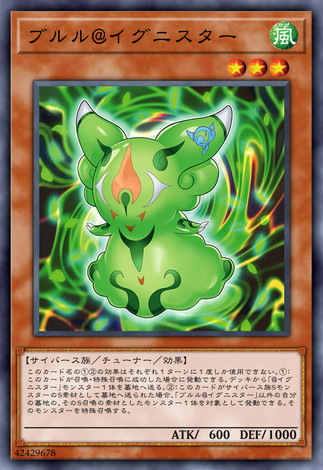 ブルル@イグニスター
風
【サイバース族/チューナー/効果】
このカード名の①②の効果はそれぞれ1ターンに1度しか使用できない。①:
このカードが召喚・特殊召喚に成功した場合に発動できる。デッキから「@イグ
ニスター」モンスター1体を墓地へ送る。②:このカードがサイバース族Sモン
スターのS素材として墓地へ送られた場合、「ブルル@イグニスター」以外の自分
の墓地の、そのS召喚の素材としたモンスター1体を対象として発動できる。そ
のモンスターを特殊召喚する。
ATK/ 600 DEF/1000
42429678